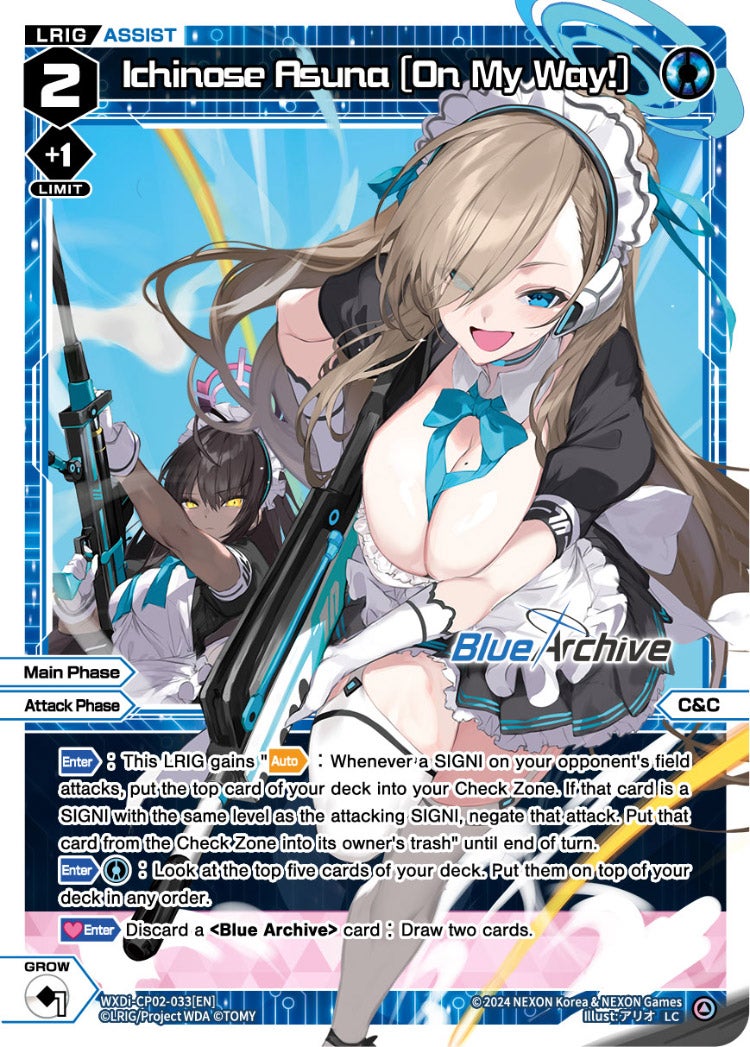 LRIG ASSIST
2 Ichinose Asuna [On My Way!]
+1
LIMIT
Blue Archive
Main Phase
Attack Phase
C&C
Enter : This LRIG gains "Auto : Whenever a SIGNI on your opponent's field
attacks, put the top card of your deck into your Check Zone. If that card is a
SIGNI with the same level as the attacking SIGNI, negate that attack. Put that
card from the Check Zone into its owner's trash" until end of turn.
Enter : Look at the top five cards of your deck. Put them on top of your
deck in any order.
Enter Discard a <Blue Archive> card : Draw two cards.
GROW
1
WXDi-CP02-033[EN]
©LRIG/Project WDA ©TOMY
©2024 NEXON Korea & NEXON Games
Illust:アリオ LC